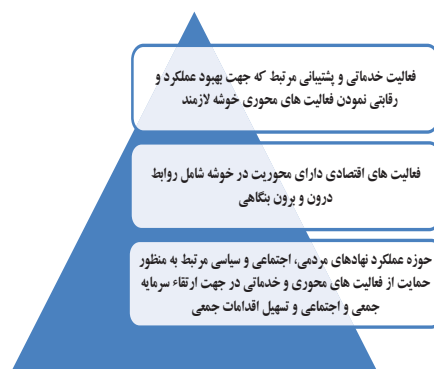 فعالیت خدماتی و پشتیبانی مرتبط که جهت بهبود عملکرد و
رقابتی نمودن فعالیت های محوری خوشه لازمند
فعالیت های اقتصادی دارای محوریت در خوشه شامل روابط
درون و برون بنگاهی
حوزه عملکرد نهادهای مردمی، اجتماعی و سیاسی مرتبط به منظور
حمایت از فعالیت های محوری و خدماتی در جهت ارتقاء سرمایه
جمعی و اجتماعی و تسهیل اقدامات جمعی